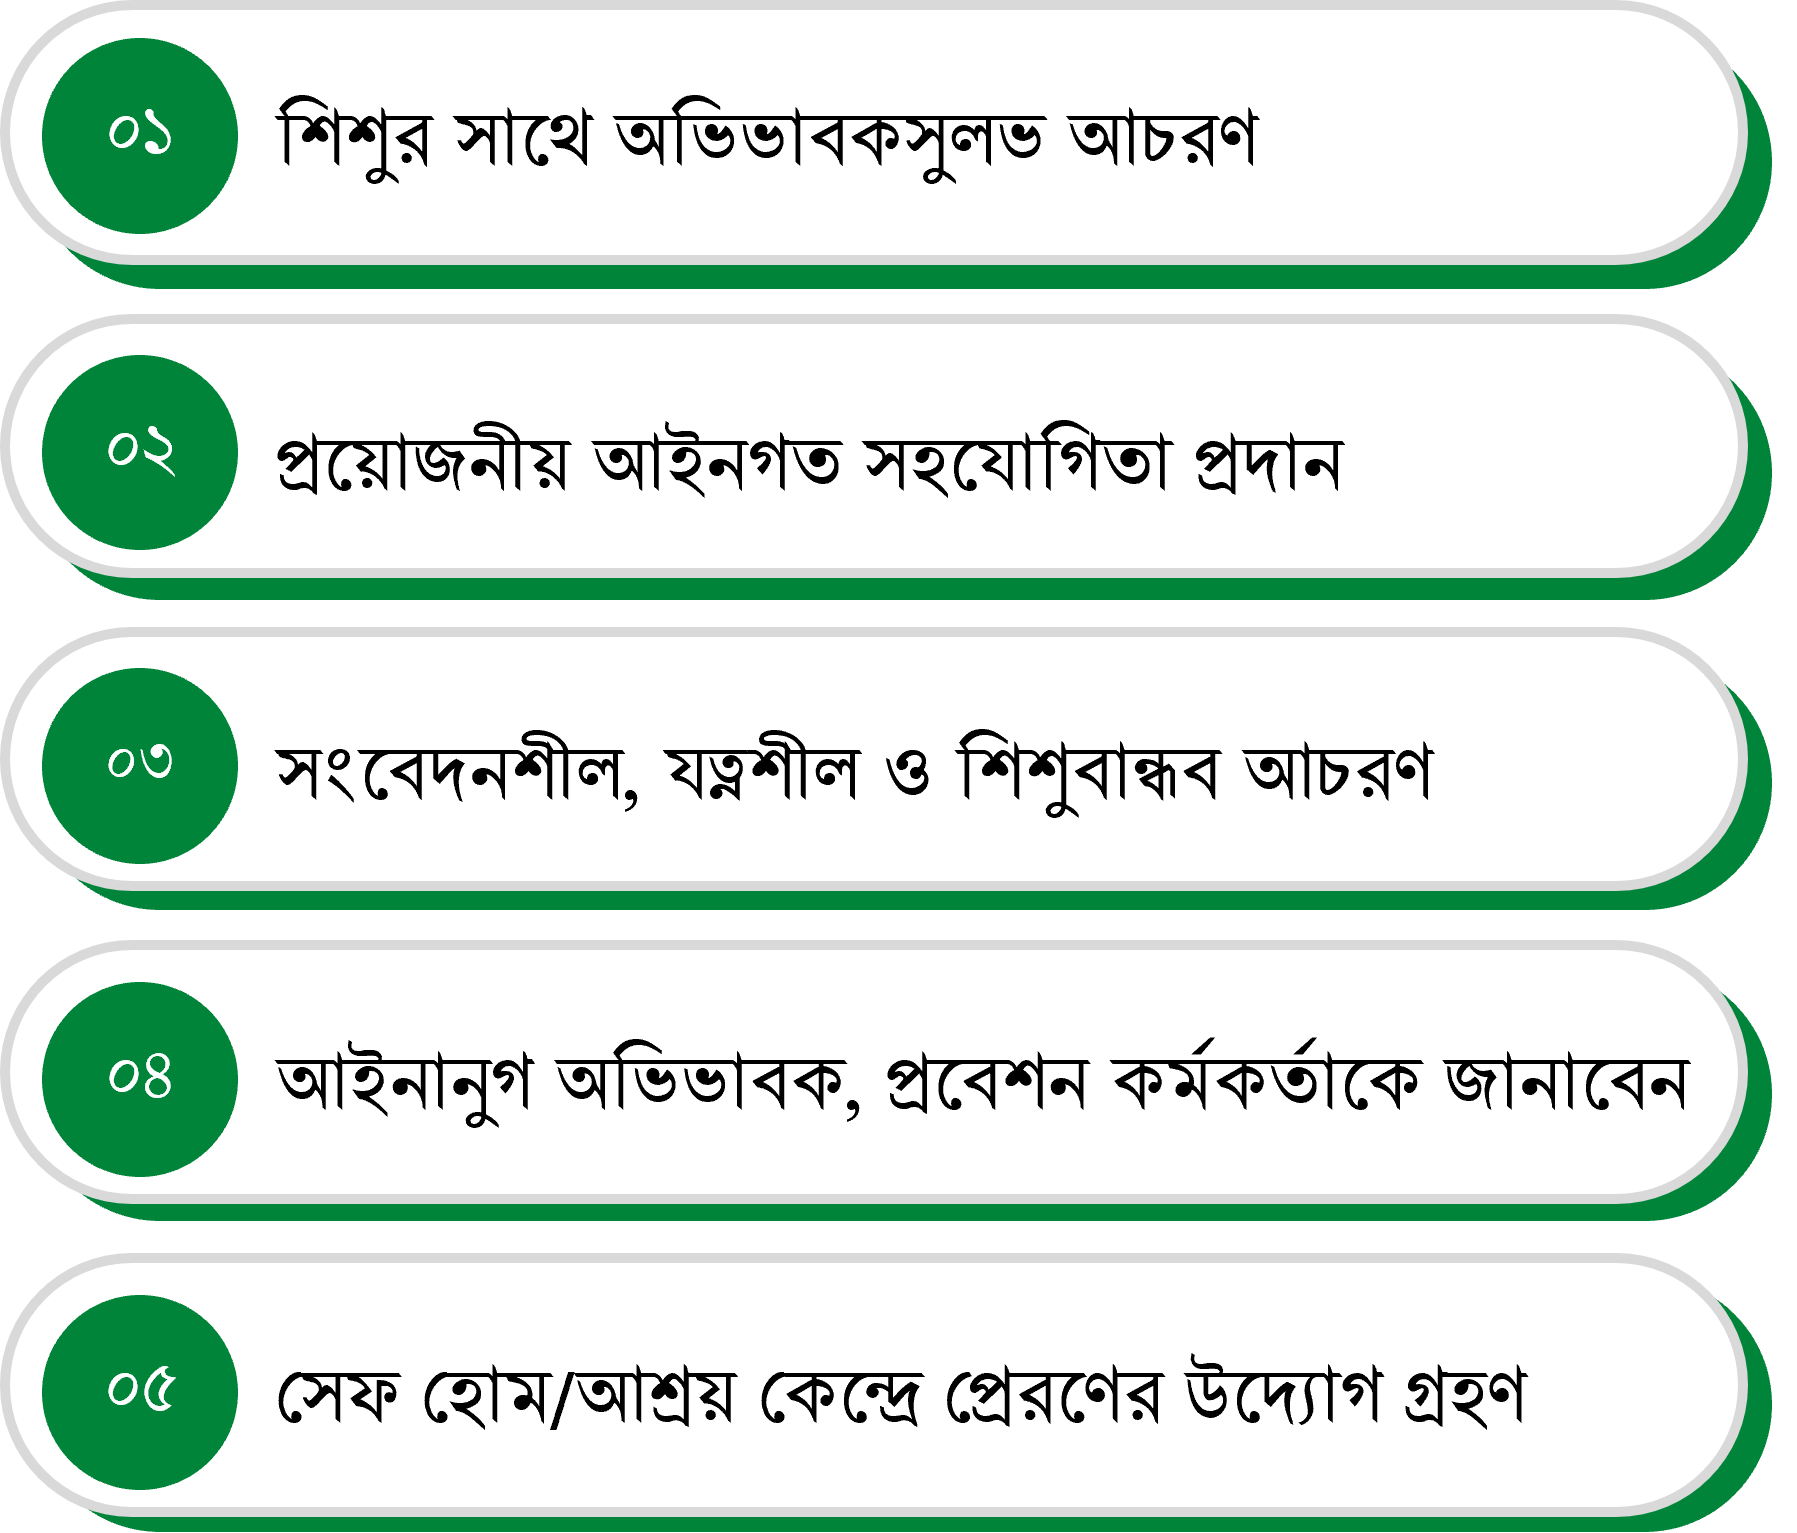 ০১ শিশুর সাথে অভিভাবকসুলভ আচরণ
০২ প্রয়োজনীয় আইনগত সহযোগিতা প্রদান
০৩ সংবেদনশীল, যত্নশীল ও শিশুবান্ধব আচরণ
০৪ আইনানুগ অভিভাবক, প্রবেশন কর্মকর্তাকে জানাবেন
০৫ সেফ হোম/আশ্রয় কেন্দ্রে প্রেরণের উদ্যোগ গ্রহণ